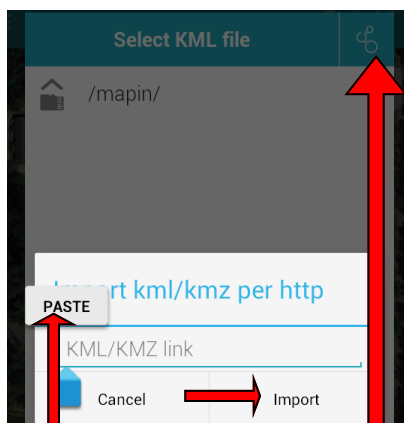 Select KML file
/mapin/
Import kml/kmz per http
PASTE
KML/KMZ link
Cancel
Import